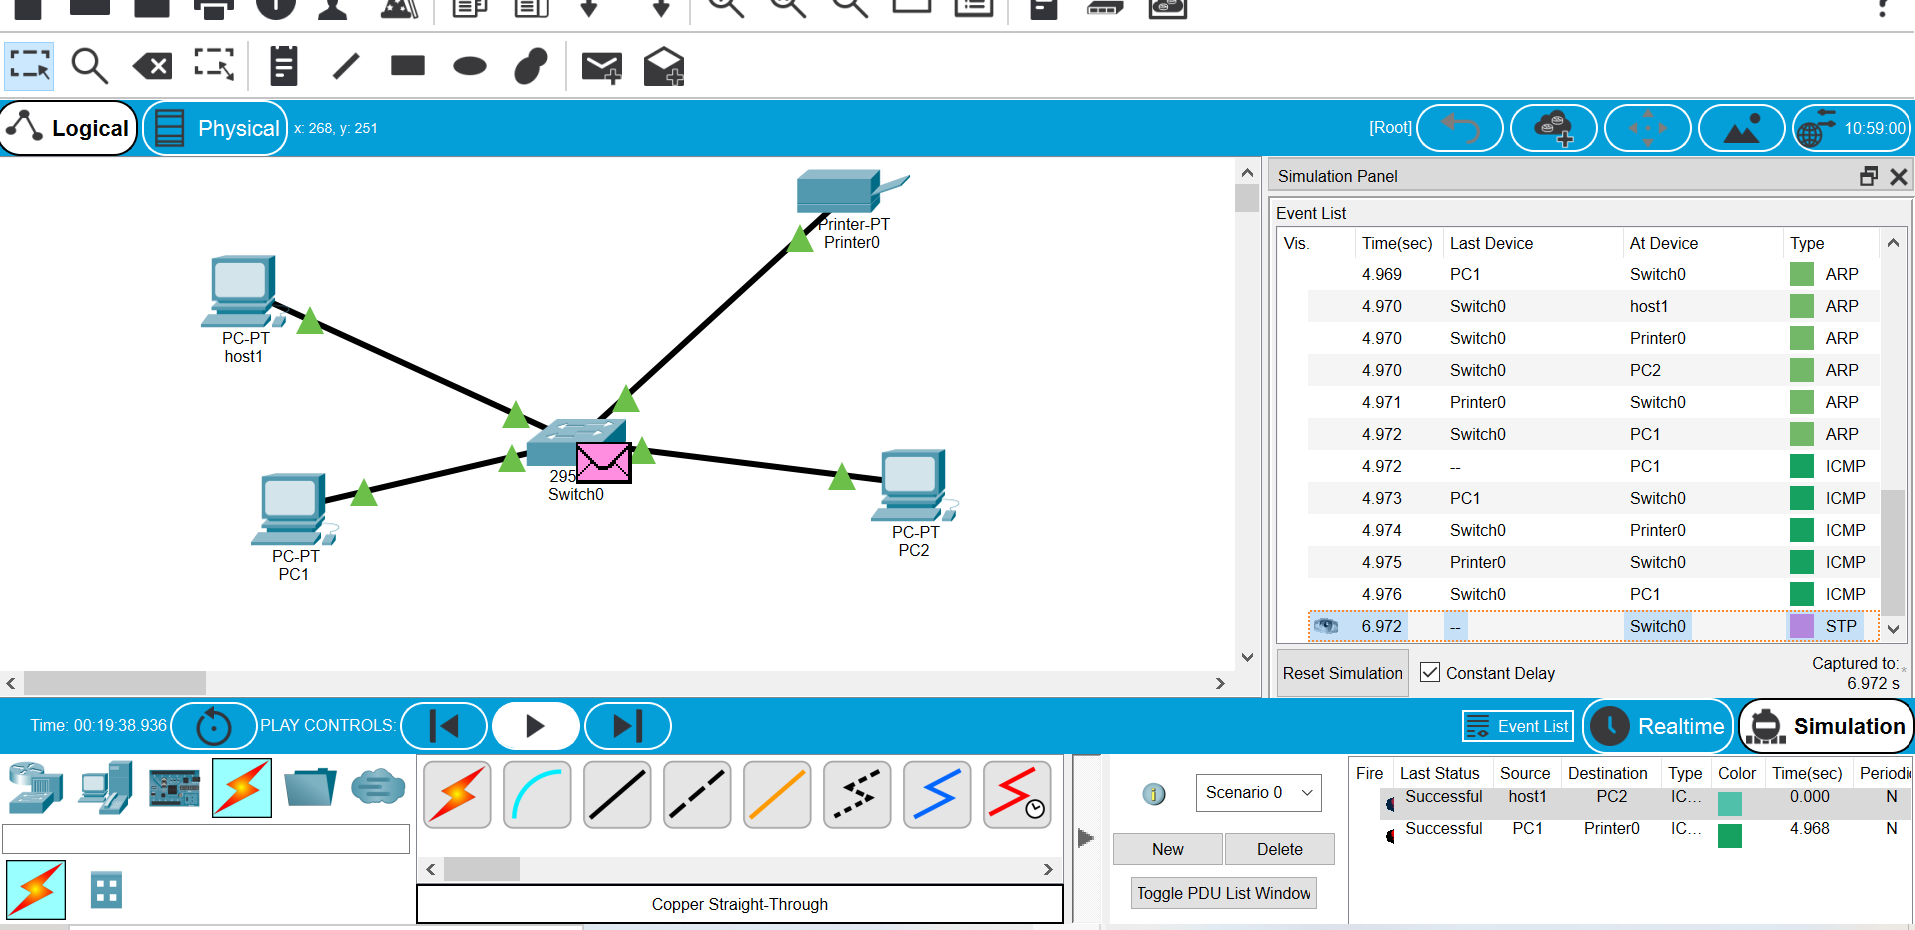 ?
Logical
Physical
x: 268, y: 251
[Root]
10:59:00
Printer-PT
Printer0
PC-PT
host1
295
Switch0
PC-PT
PC1
PC-PT
PC2
Simulation Panel
Event List
Vis. Time(sec) Last Device At Device Type
4.969 PC1 Switch0 ARP
4.970 Switch0 host1 ARP
4.970 Switch0 Printer0 ARP
4.970 Switch0 PC2 ARP
4.971 Printer0 Switch0 ARP
4.972 Switch0 PC1 ARP
4.972 -- PC1 ICMP
4.973 PC1 Switch0 ICMP
4.974 Switch0 Printer0 ICMP
4.975 Printer0 Switch0 ICMP
4.976 Switch0 PC1 ICMP
6.972 -- Switch0 STP
Reset Simulation Constant Delay Captured to:
6.972 s
Time: 00:19:38.936 PLAY CONTROLS:
Event List
Realtime
Simulation
Copper Straight-Through
Scenario 0
New
Delete
Toggle PDU List Window
Fire Last Status Source Destination Type Color Time(sec) Periodi
Successful host1 PC2 IC... 0.000 N
Successful PC1 Printer0 IC... 4.968 N